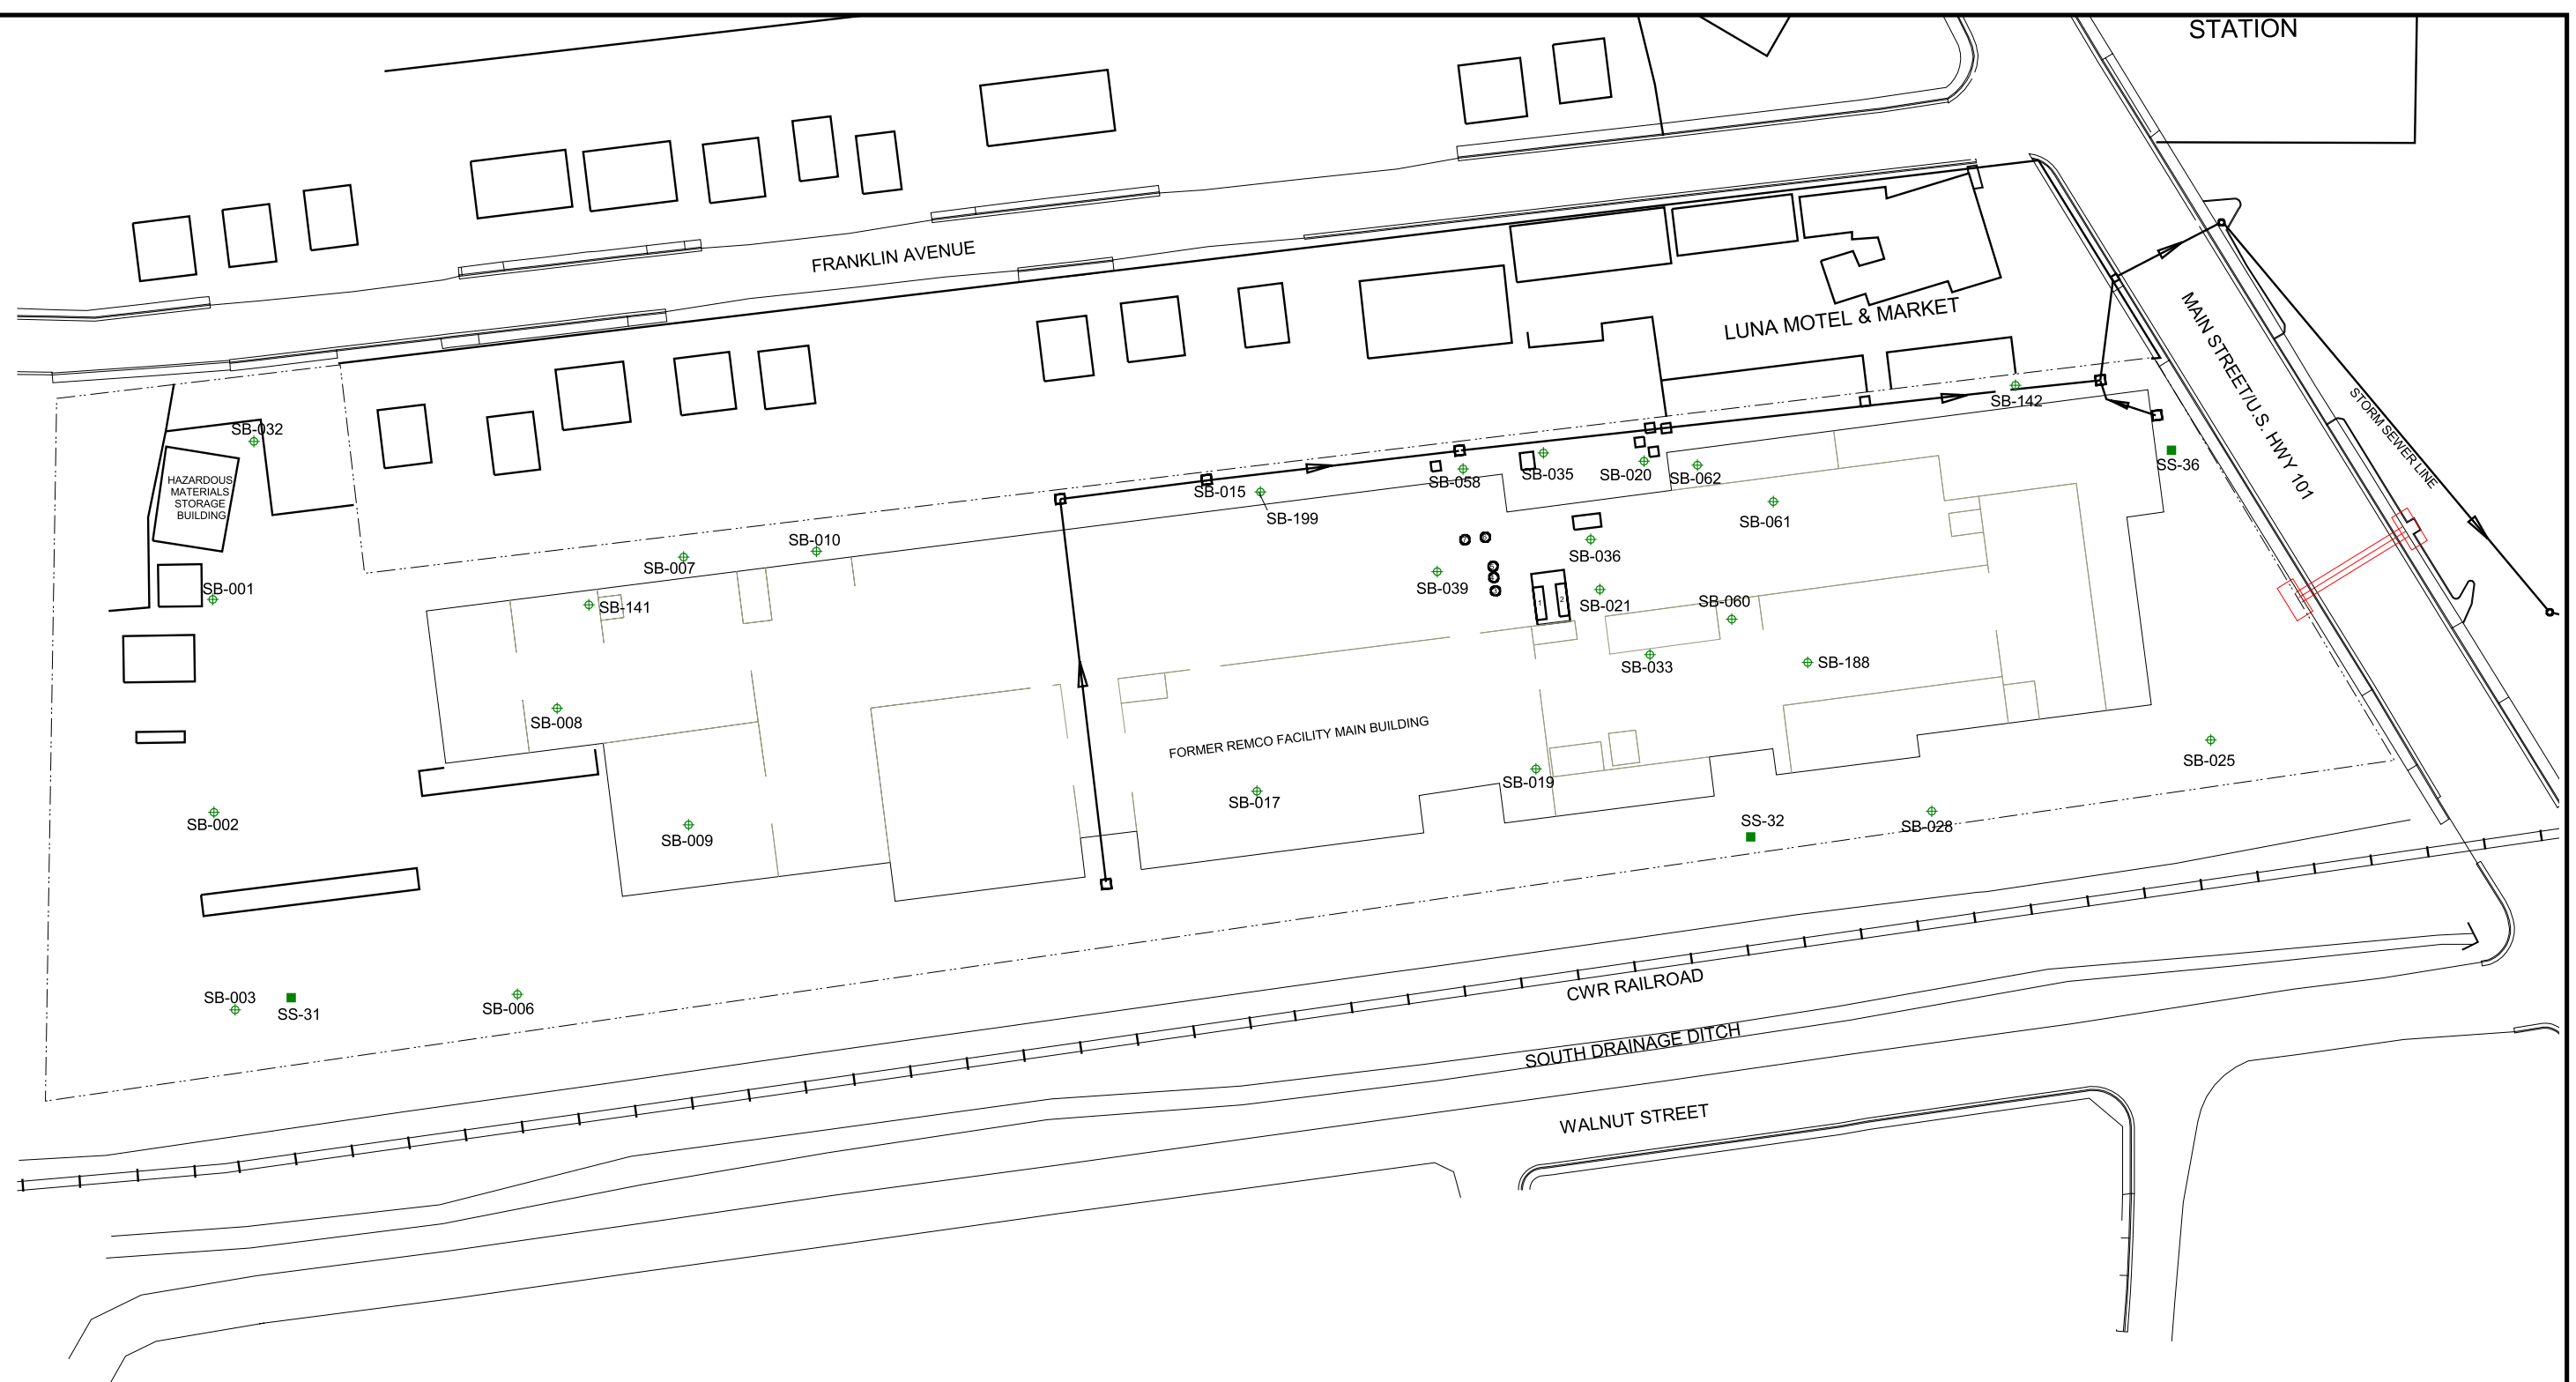 STATION
FRANKLIN AVENUE
LUNA MOTEL & MARKET
MAIN STREET/U.S. HWY 101
STORM SEWER LINE
SB-142
SB-032
HAZARDOUS
MATERIALS
STORAGE
BUILDING
SS-36
SB-015
SB-058
SB-035
SB-020
SB-062
SB-199
SB-061
SB-010
SB-007
SB-036
SB-001
SB-141
SB-039
SB-021
SB-060
1
2
SB-033
SB-188
SB-008
FORMER REMCO FACILITY MAIN BUILDING
SB-025
SB-019
SB-017
SB-002
SB-009
SS-32
SB-028
SB-003
SS-31
SB-006
CWR RAILROAD
SOUTH DRAINAGE DITCH
WALNUT STREET